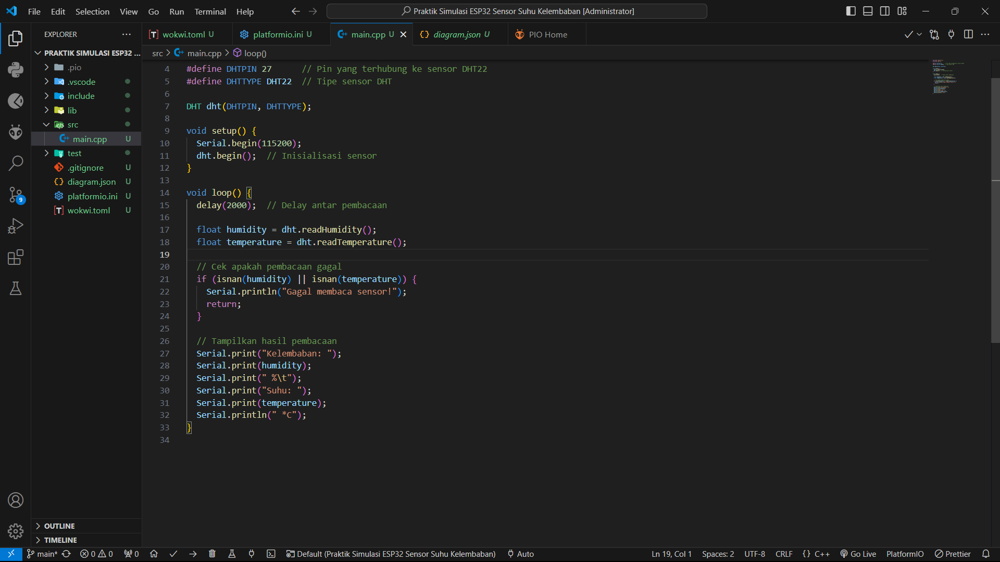 File Edit Selection View Go Run Terminal Help
Praktik Simulasi ESP32 Sensor Suhu Kelembaban [Administrator]
EXPLORER
wokwi.toml U
platformio.ini U
main.cpp U
diagram.json U
PIO Home
PRAKTIK SIMULASI ESP32 ...
.pio
.vscode
include
lib
src
main.cpp U
test
.gitignore U
diagram.json U
platformio.ini U
wokwi.toml U
OUTLINE
TIMELINE
src > main.cpp > loop()
4 #define DHTPIN 27 // Pin yang terhubung ke sensor DHT22
5 #define DHTTYPE DHT22 // Tipe sensor DHT
6
7 DHT dht(DHTPIN, DHTTYPE);
8
9 void setup() {
10 Serial.begin(115200);
11 dht.begin(); // Inisialisasi sensor
12 }
13
14 void loop() {
15 delay(2000); // Delay antar pembacaan
16
17 float humidity = dht.readHumidity();
18 float temperature = dht.readTemperature();
19
20 // Cek apakah pembacaan gagal
21 if (isnan(humidity) || isnan(temperature)) {
22 Serial.println("Gagal membaca sensor!");
23 return;
24 }
25
26 // Tampilkan hasil pembacaan
27 Serial.print("Kelembaban: ");
28 Serial.print(humidity);
29 Serial.print(" %\t");
30 Serial.print("Suhu: ");
31 Serial.print(temperature);
32 Serial.println(" *C");
33 }
34
9
main* 0 0 0 Default (Praktik Simulasi ESP32 Sensor Suhu Kelembaban) Auto Ln 19, Col 1 Spaces: 2 UTF-8 CRLF {} C++ Go Live PlatformIO Prettier